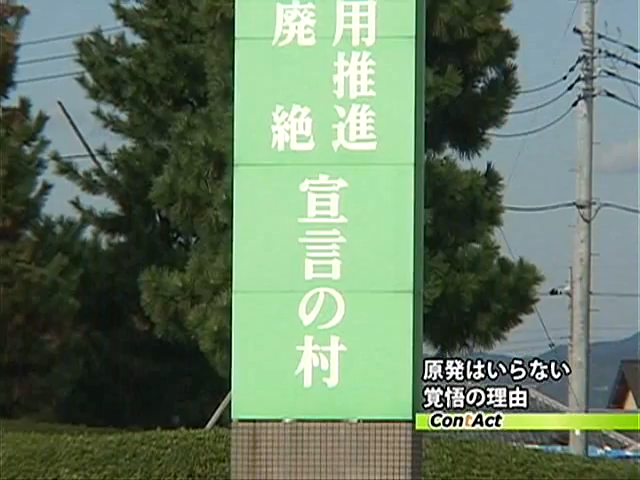 用推進
廃絶
宣言の村
原発はいらない
覚悟の理由
ContAct